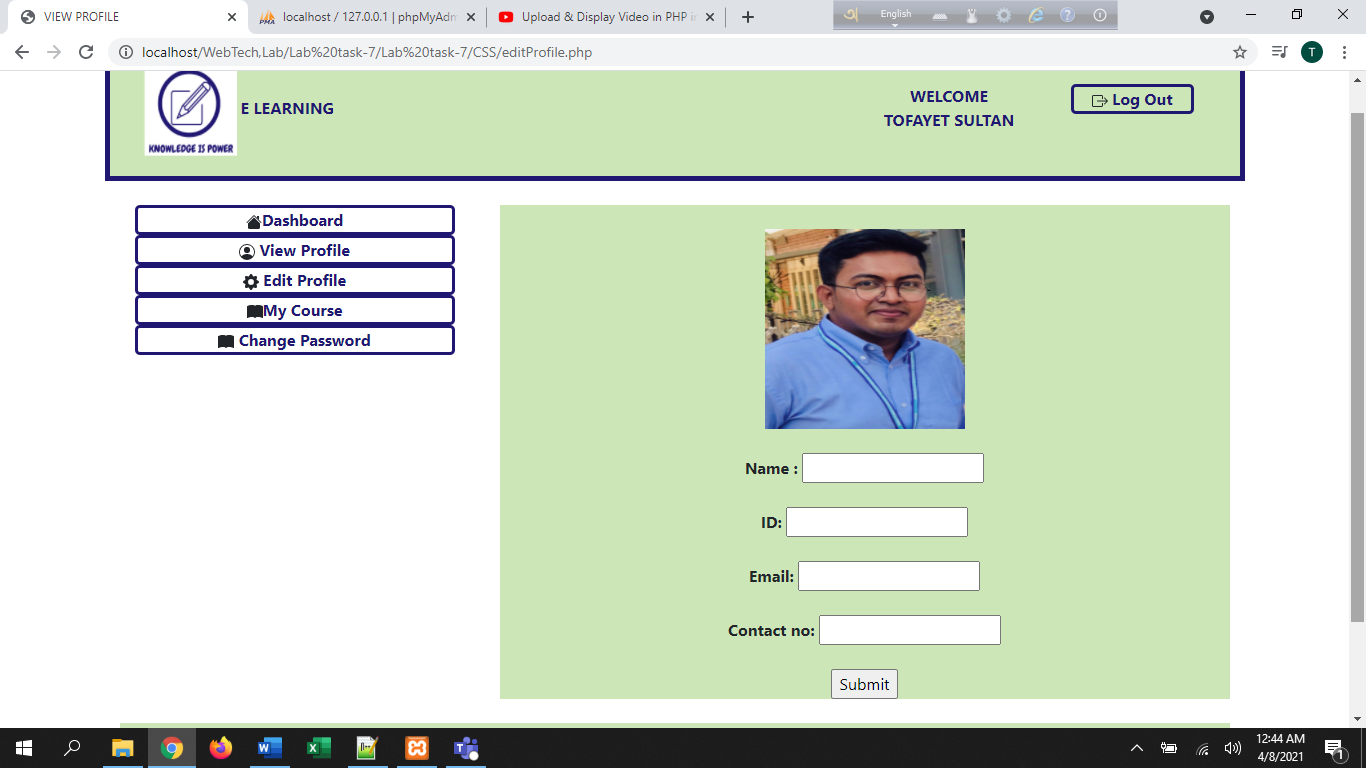 VIEW PROFILE
localhost / 127.0.0.1 | phpMyAdm
Upload & Display Video in PHP i
English
localhost/WebTech,Lab/Lab%20task-7/Lab%20task-7/CSS/editProfile.php
T
KNOWLEDGE IS POWER
E LEARNING
WELCOME
TOFAYET SULTAN
Log Out
Dashboard
View Profile
Edit Profile
My Course
Change Password
Name :
ID:
Email:
Contact no:
Submit
12:44 AM
4/8/2021
1